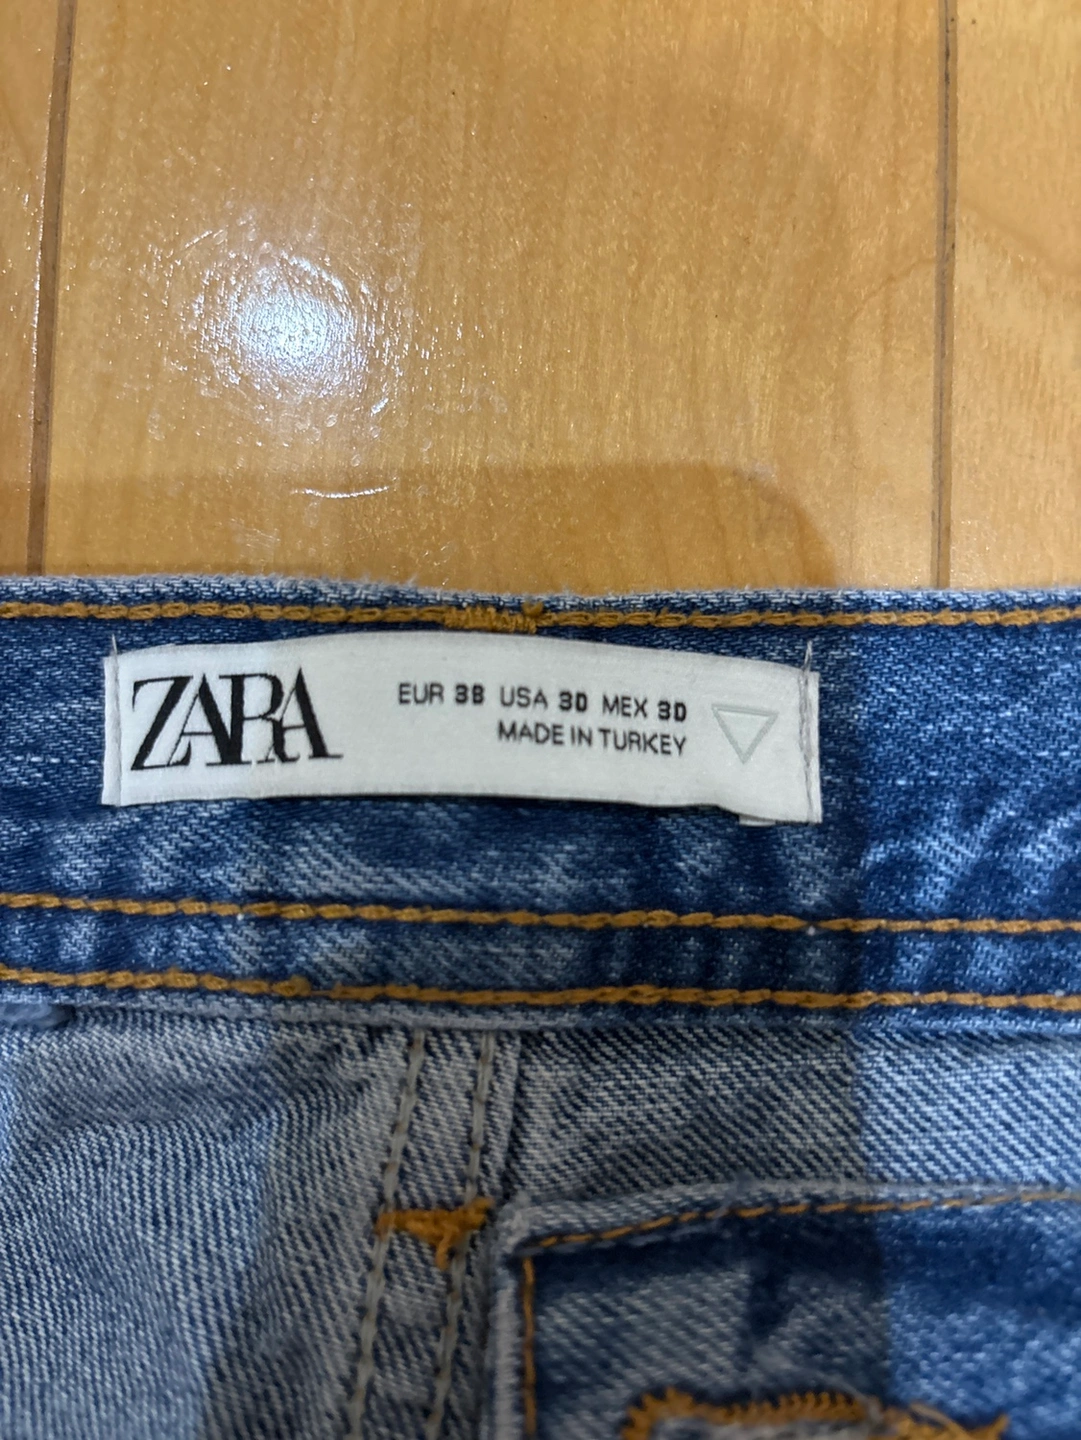 ZARA
EUR 38 USA 30 MEX 30
MADE IN TURKEY